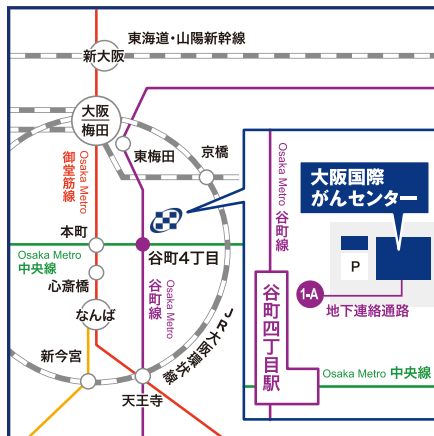 東海道・山陽新幹線
新大阪
大阪
梅田
東梅田
京橋
Osaka Metro
御堂筋線
本町
Osaka Metro
中央線
谷町4丁目
心斎橋
Osaka Metro
谷町線
なんば
JR大阪環状線
新今宮
天王寺
Osaka Metro
谷町線
大阪国際
がんセンター
P
1-A
地下連絡通路
谷町四丁目駅
Osaka Metro 中央線